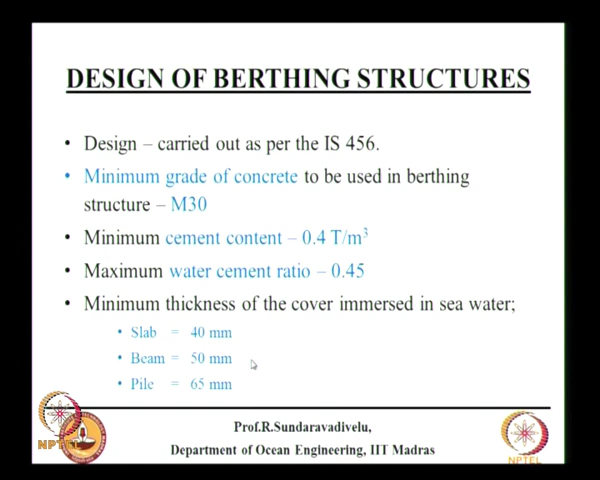 DESIGN OF BERTHING STRUCTURES
• Design – carried out as per the IS 456.
• Minimum grade of concrete to be used in berthing
structure – M30
• Minimum cement content – 0.4 T/m³
• Maximum water cement ratio – 0.45
• Minimum thickness of the cover immersed in sea water;
• Slab = 40 mm
• Beam = 50 mm
• Pile = 65 mm
Prof.R.Sundaravadivelu,
Department of Ocean Engineering, IIT Madras
NPTEL
NPTEL